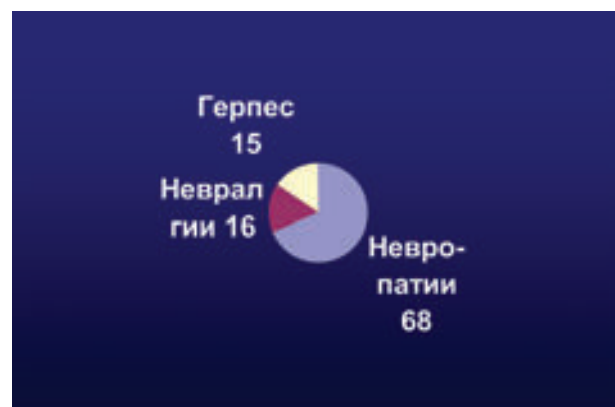 Герпес
15
Неврал
гии 16
Невро-
патии
68